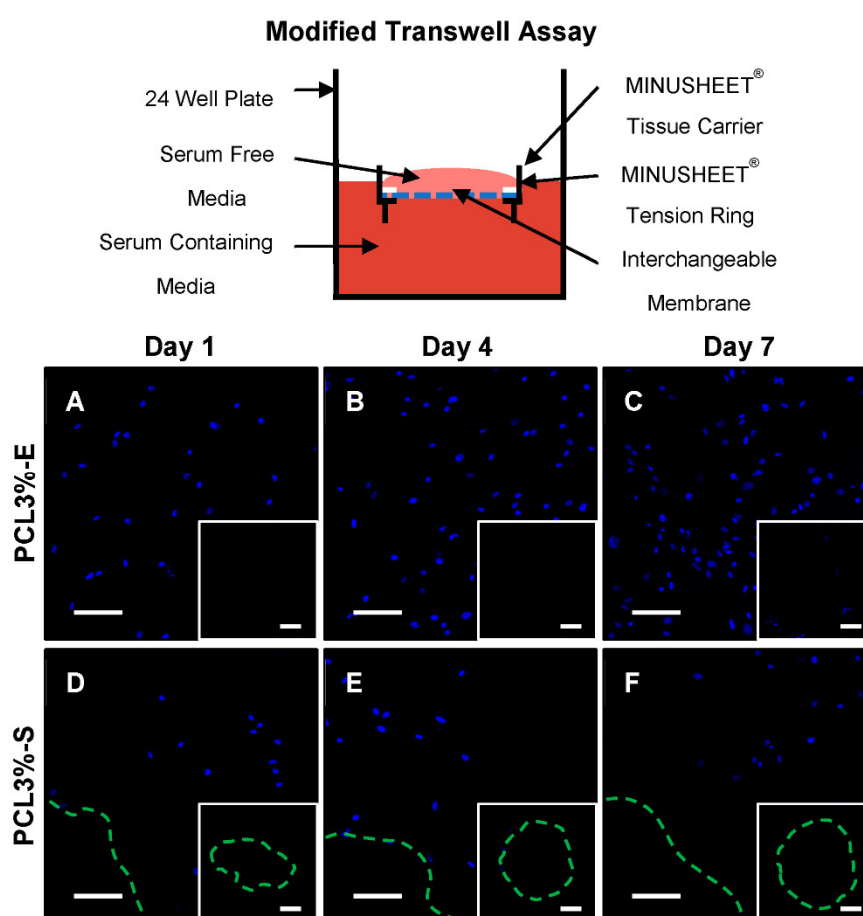 Modified Transwell Assay
24 Well Plate
Serum Free
Media
Serum Containing
Media
MINUSHEET®
Tissue Carrier
MINUSHEET®
Tension Ring
Interchangeable
Membrane
Day 1
Day 4
Day 7
PCL3%-E
A
B
C
PCL3%-S
D
E
F